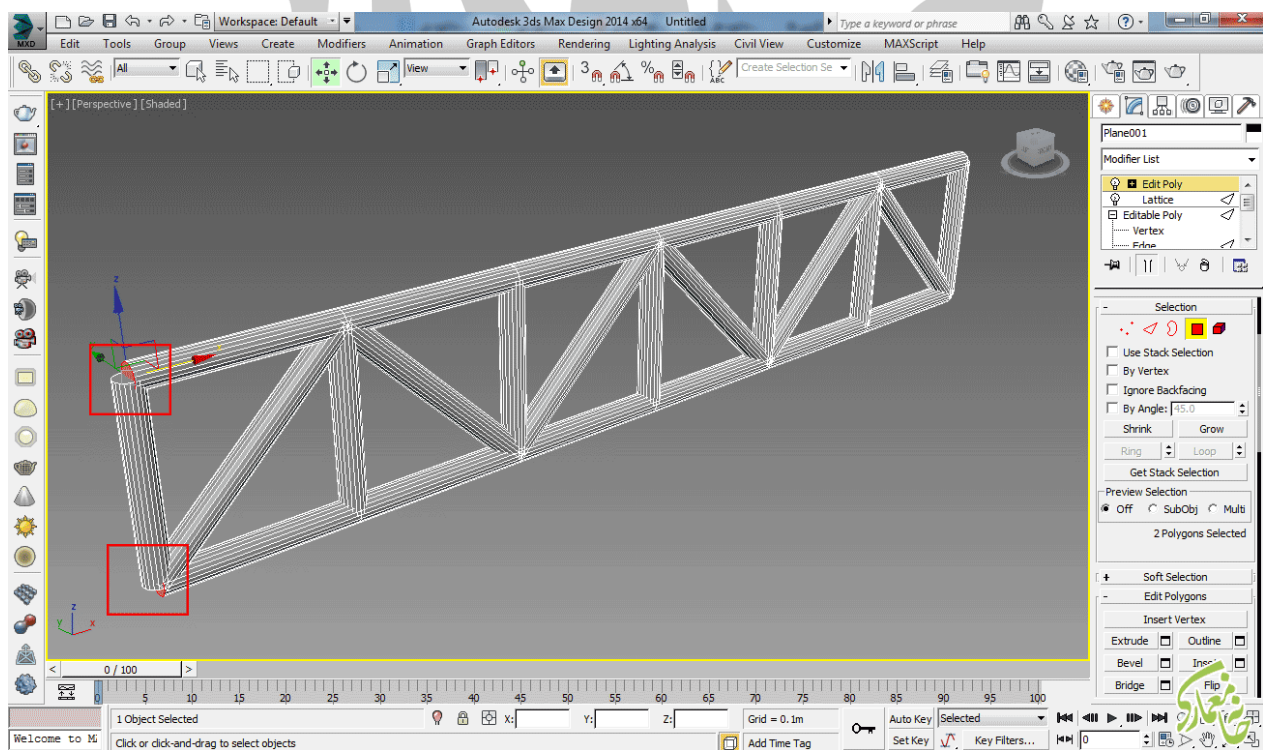 Workspace: Default
Autodesk 3ds Max Design 2014 x64 Untitled
Type a keyword or phrase
MXD
Edit Tools Group Views Create Modifiers Animation Graph Editors Rendering Lighting Analysis Civil View Customize MAXScript Help
All
View
3
ABC
Create Selection Se
[+][Perspective][Shaded]
Plane001
Modifier List
Edit Poly
Lattice
Editable Poly
Vertex
Edge
Selection
Use Stack Selection
By Vertex
Ignore Backfacing
By Angle: 45.0
Shrink Grow
Ring Loop
Get Stack Selection
Preview Selection
Off SubObj Multi
2 Polygons Selected
+ Soft Selection
- Edit Polygons
Insert Vertex
Extrude Outline
Bevel
Bridge Flip
z
z
y x
< 0 / 100 >
0 5 10 15 20 25 30 35 40 45 50 55 60 65 70 75 80 85 90 95 100
1 Object Selected X: Y: Z: Grid = 0.1m Auto Key Selected
Welcome to M Click or click-and-drag to select objects Add Time Tag Set Key Key Filters... 0